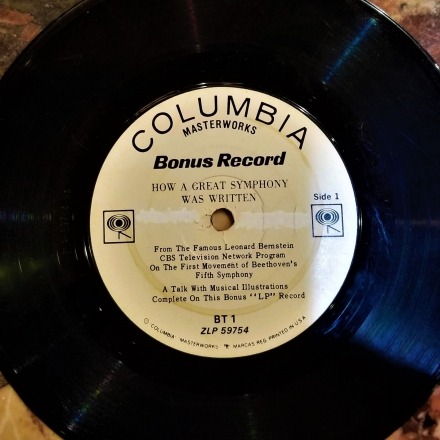 COLUMBIA
MASTERWORKS
Bonus Record
HOW A GREAT SYMPHONY
WAS WRITTEN
Side 1
From The Famous Leonard Bernstein
CBS Television Network Program
On The First Movement of Beethoven's
Fifth Symphony
A Talk With Musical Illustrations
Complete On This Bonus "LP" Record
BT 1
ZLP 59754
© COLUMBIA MASTERWORKS MARCAS REG. PRINTED IN U.S.A.